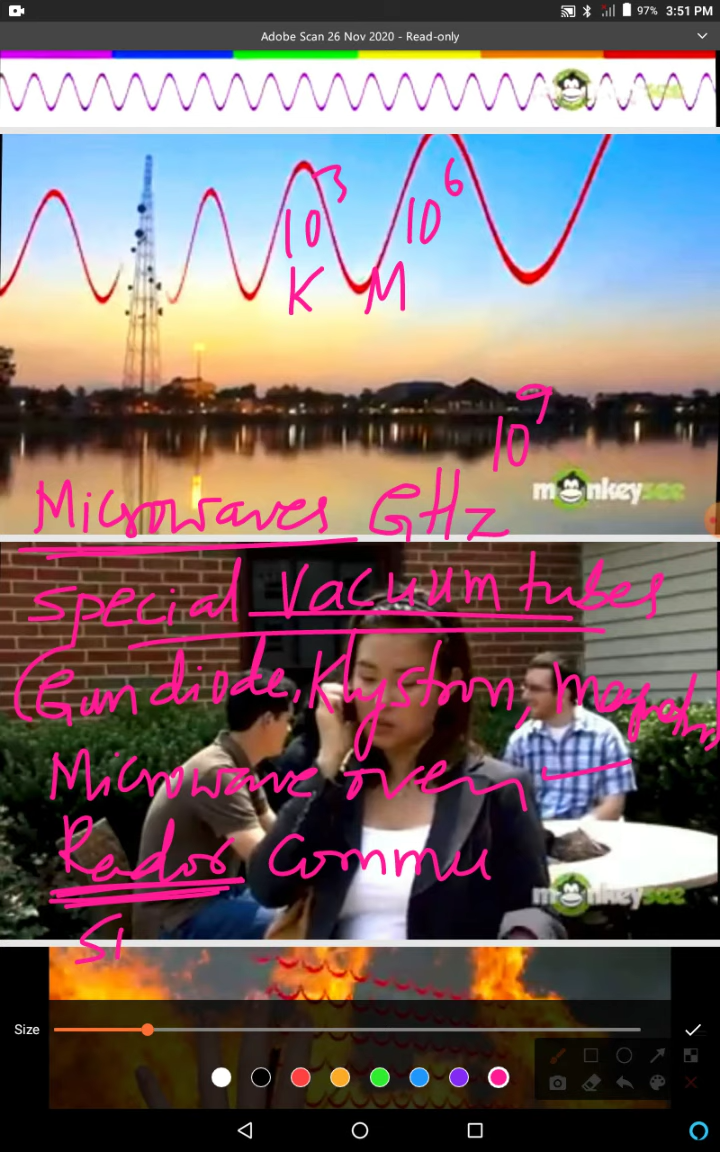 97% 3:51 PM
Adobe Scan 26 Nov 2020 - Read-only
monkeysee
10³ 10⁶
K M
10⁹
monkeysee
Microwaves GHz
special vacuum tubes
(Gun diode, Klystron,
Microwave oven
Radar Commu
monkeysee
SI
Size